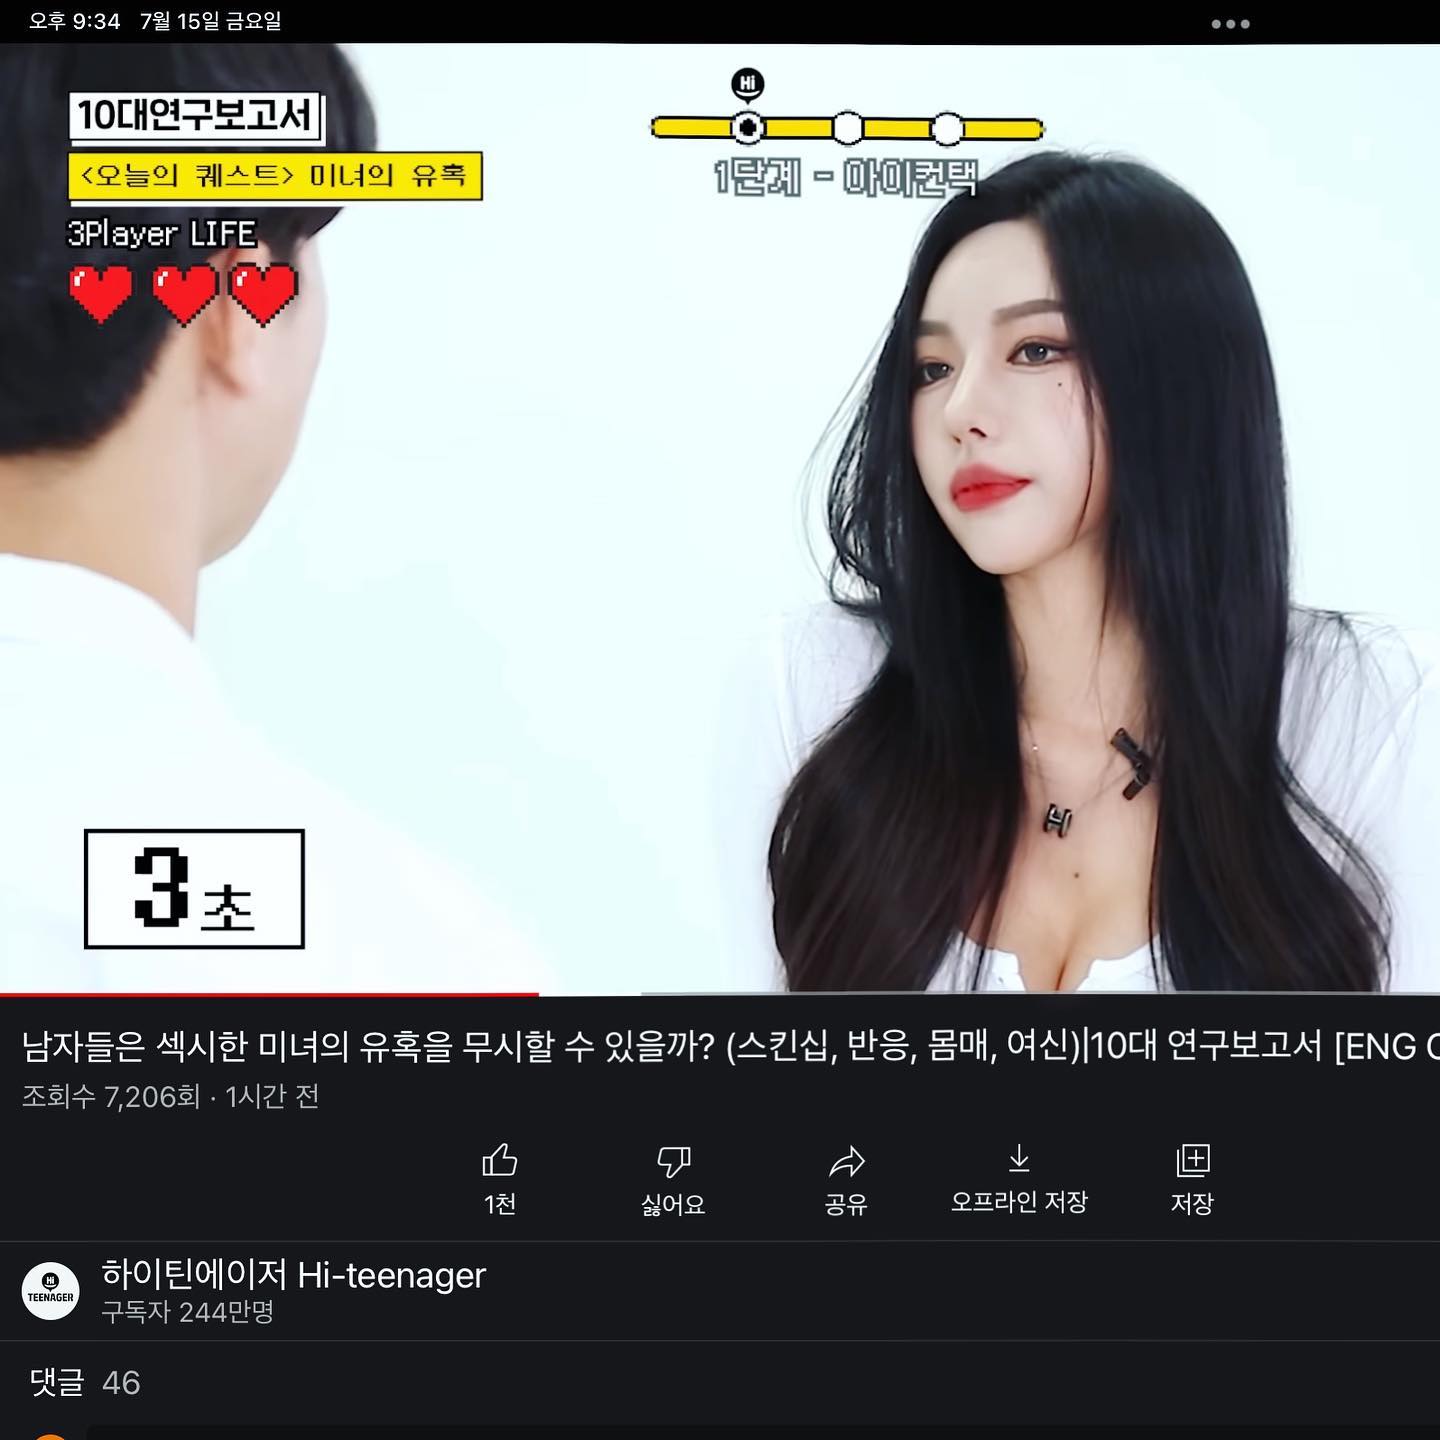 오후 9:34 7월 15일 금요일
Hi
10대연구보고서
<오늘의 퀘스트> 미녀의 유혹
1단계 - 아이컨택
3Player LIFE
H
3초
남자들은 섹시한 미녀의 유혹을 무시할 수 있을까? (스킨십, 반응, 몸매, 여신)|10대 연구보고서 [ENG C
조회수 7,206회 · 1시간 전
1천 싫어요 공유 오프라인 저장 저장
Hi TEENAGER
하이틴에이저 Hi-teenager
구독자 244만명
댓글 46